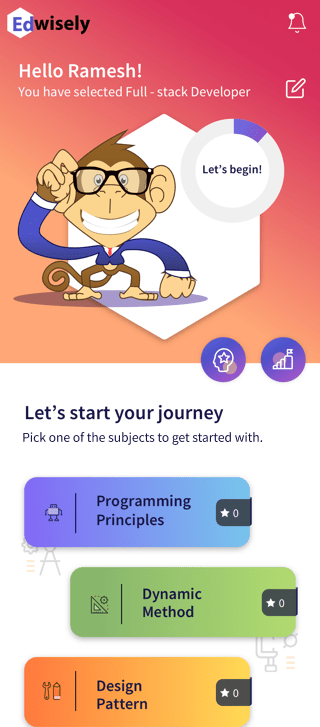 Edwisely
Hello Ramesh!
You have selected Full - stack Developer
Let's begin!
Let's start your journey
Pick one of the subjects to get started with.
Programming
Principles
0
Dynamic
Method
0
Design
Pattern
0